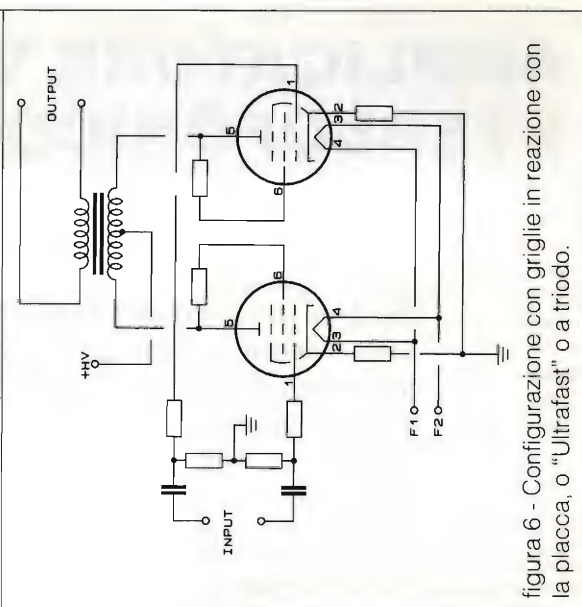 OUTPUT
+HV
5
6
1
2
3
4
5
6
1
2
3
4
INPUT
F1
F2
figura 6 - Configurazione con griglie in reazione con
la placca, o "Ultrafast" o a triodo.